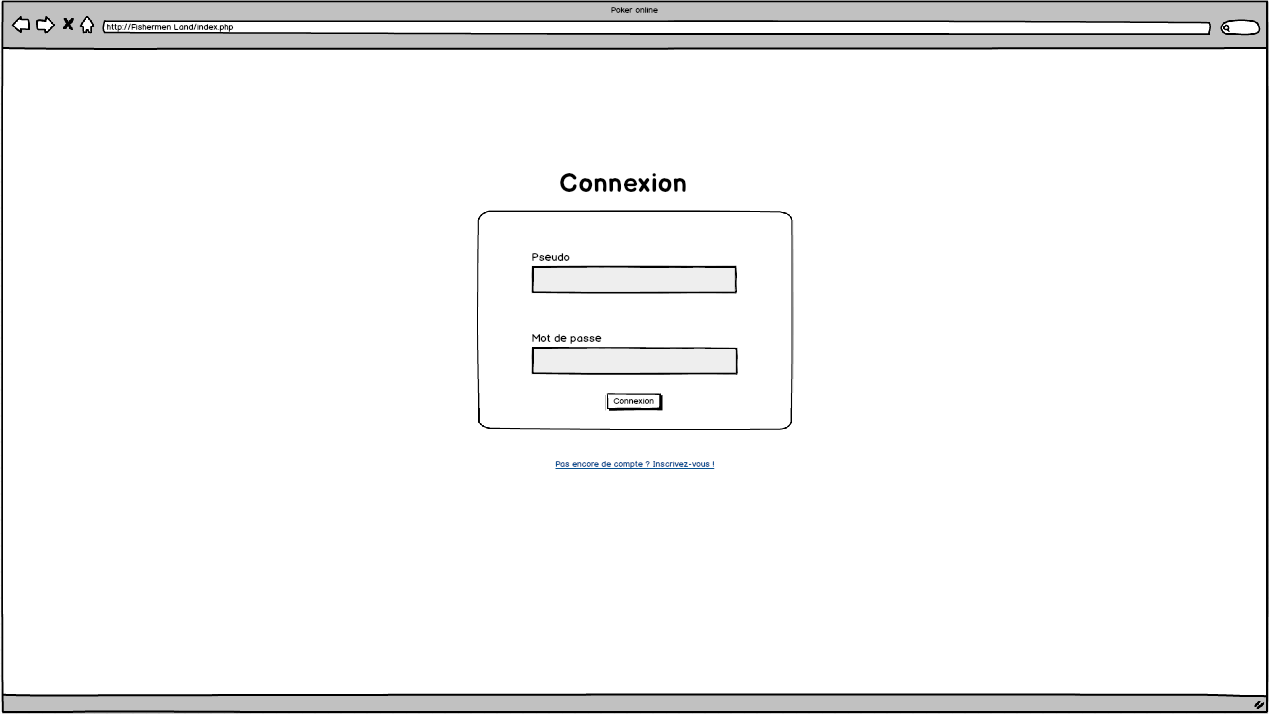 Poker online
http://Fishermen Land/index.php
Connexion
Pseudo
Mot de passe
Connexion
Pas encore de compte ? Inscrivez-vous !